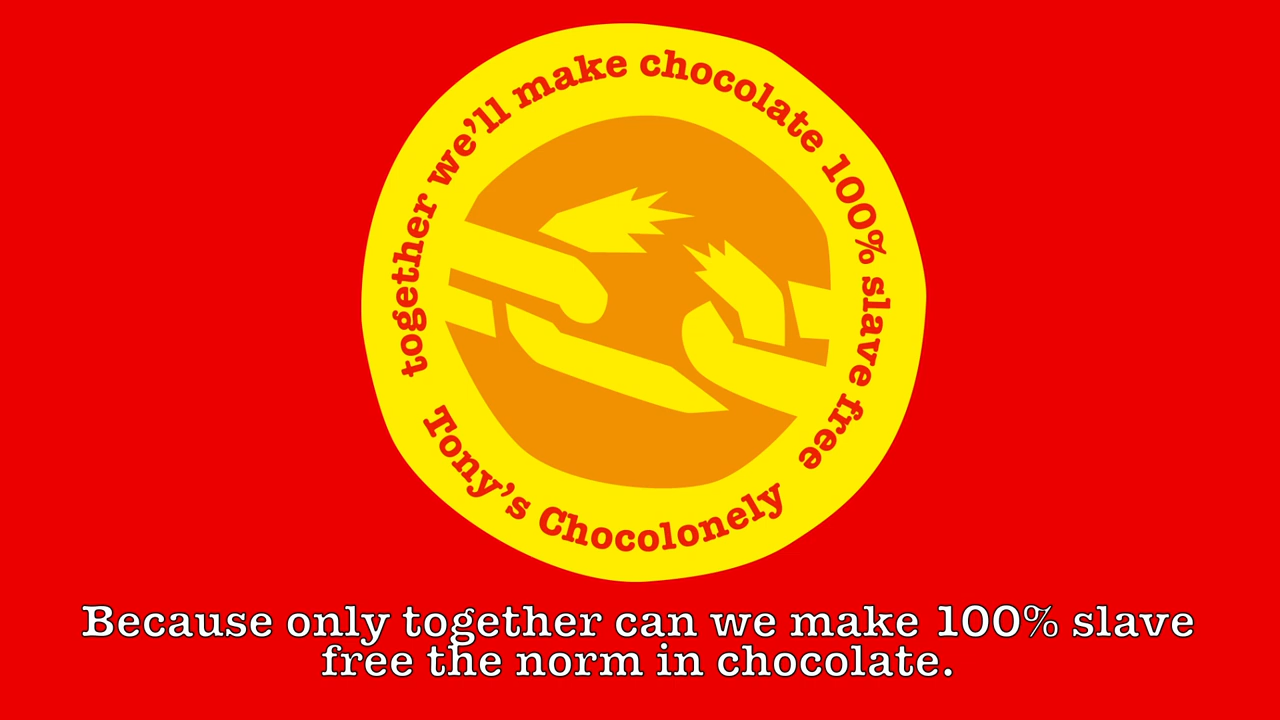 together we'll make chocolate 100% slave free
Tony's Chocolonely
Because only together can we make 100% slave
free the norm in chocolate.